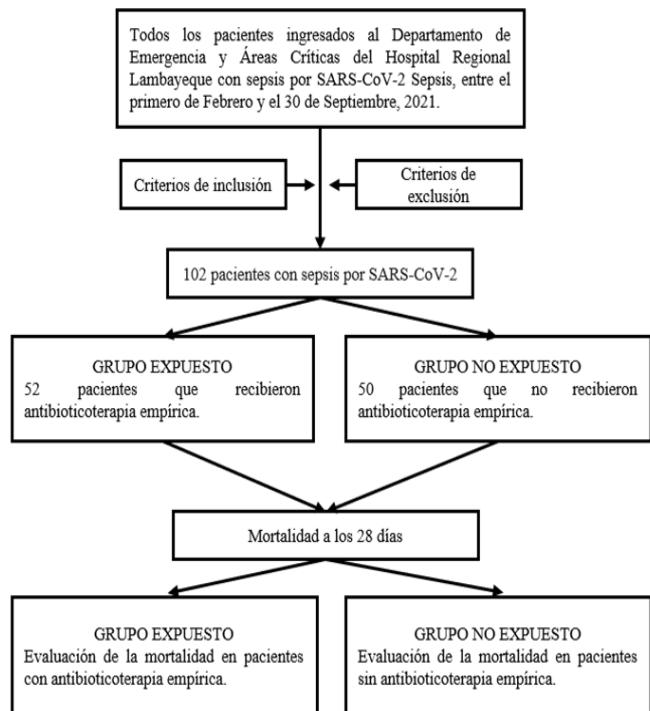 Todos los pacientes ingresados al Departamento de
Emergencia y Áreas Críticas del Hospital Regional
Lambayeque con sepsis por SARS-CoV-2 Sepsis, entre el
primero de Febrero y el 30 de Septiembre, 2021.
Criterios de inclusión
Criterios de
exclusión
102 pacientes con sepsis por SARS-CoV-2
GRUPO EXPUESTO
52 pacientes que recibieron
antibioticoterapia empírica.
GRUPO NO EXPUESTO
50 pacientes que no recibieron
antibioticoterapia empírica.
Mortalidad a los 28 días
GRUPO EXPUESTO
Evaluación de la mortalidad en pacientes
con antibioticoterapia empírica.
GRUPO NO EXPUESTO
Evaluación de la mortalidad en pacientes
sin antibioticoterapia empírica.